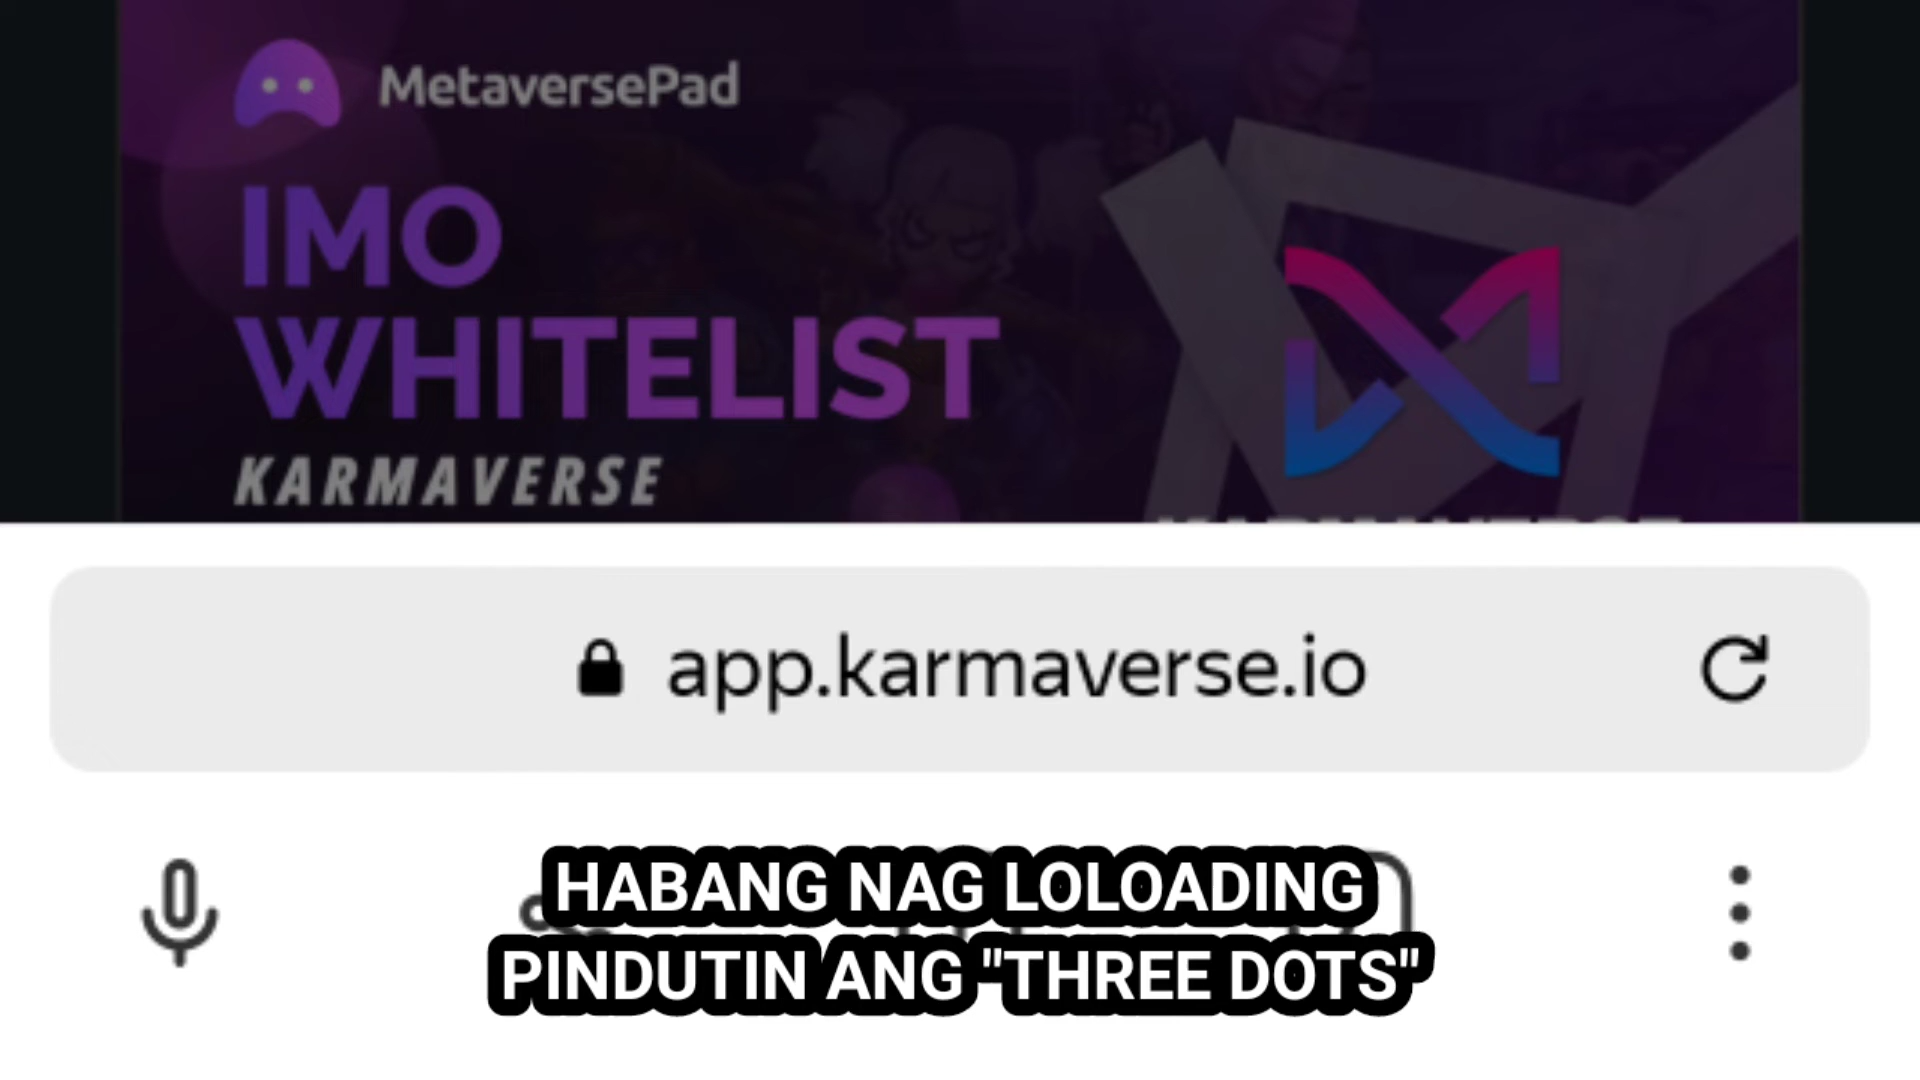 MetaversePad
IMO
WHITELIST
KARMAVERSE
app.karmaverse.io
HABANG NAG LOLOADING
PINDUTIN ANG "THREE DOTS"